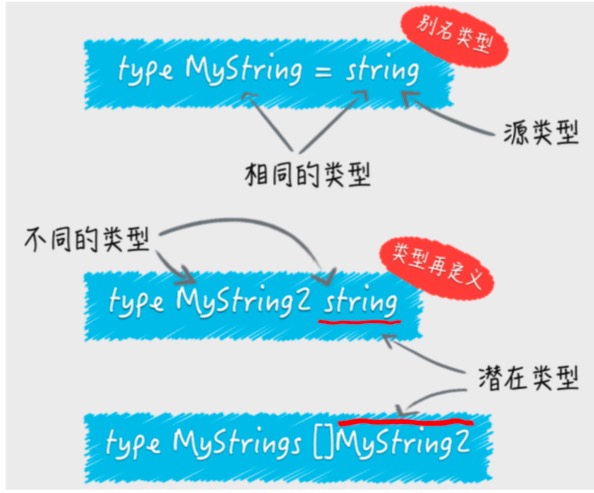 别名类型
type MyString = string
源类型
相同的类型
不同的类型
类型再定义
type MyString2 string
潜在类型
type MyStrings []MyString2